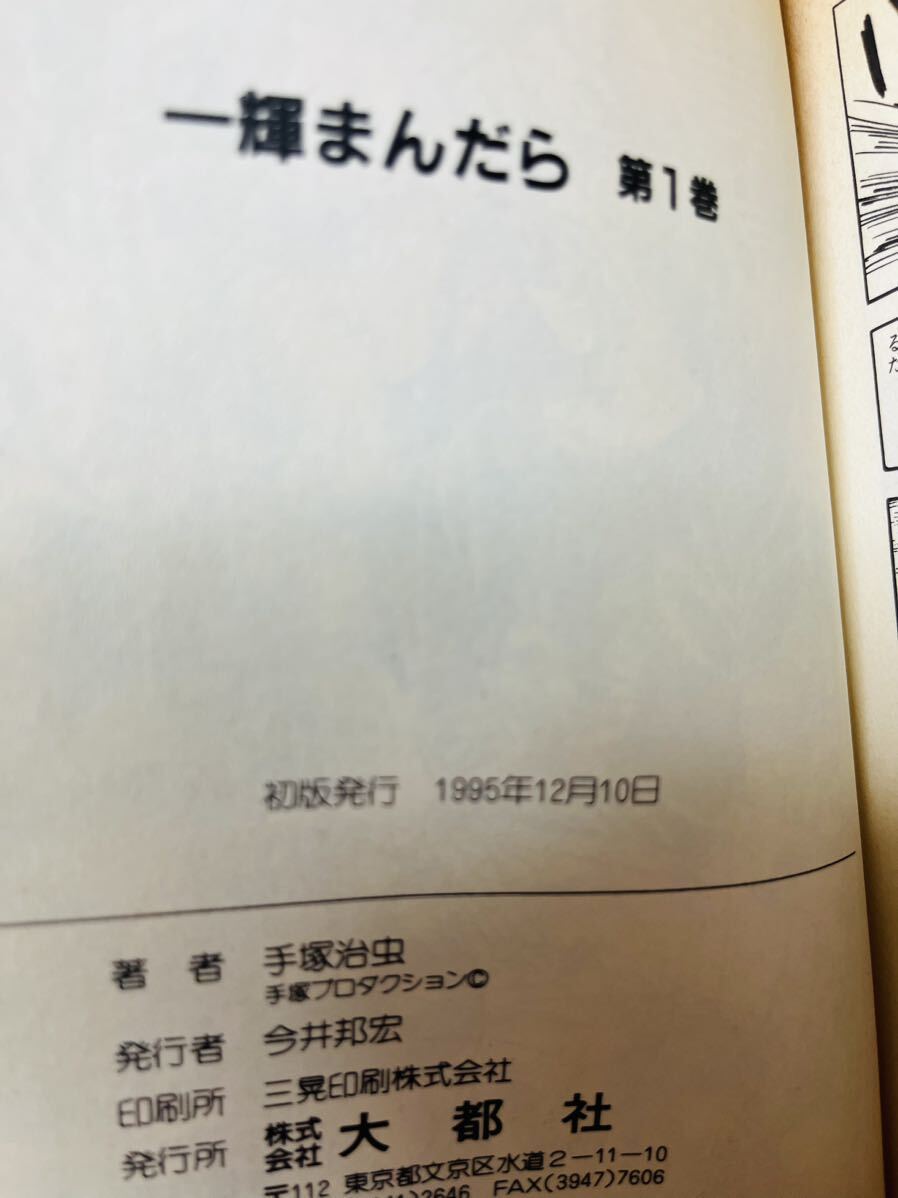 一輝まんだら 第1巻
初版発行 1995年12月10日
著者 手塚治虫
手塚プロダクション©
発行者 今井邦宏
印刷所 三晃印刷株式会社
発行所 株式会社 大都社
〒112 東京都文京区水道2-11-10
2646 FAX(3947)7606
る
た